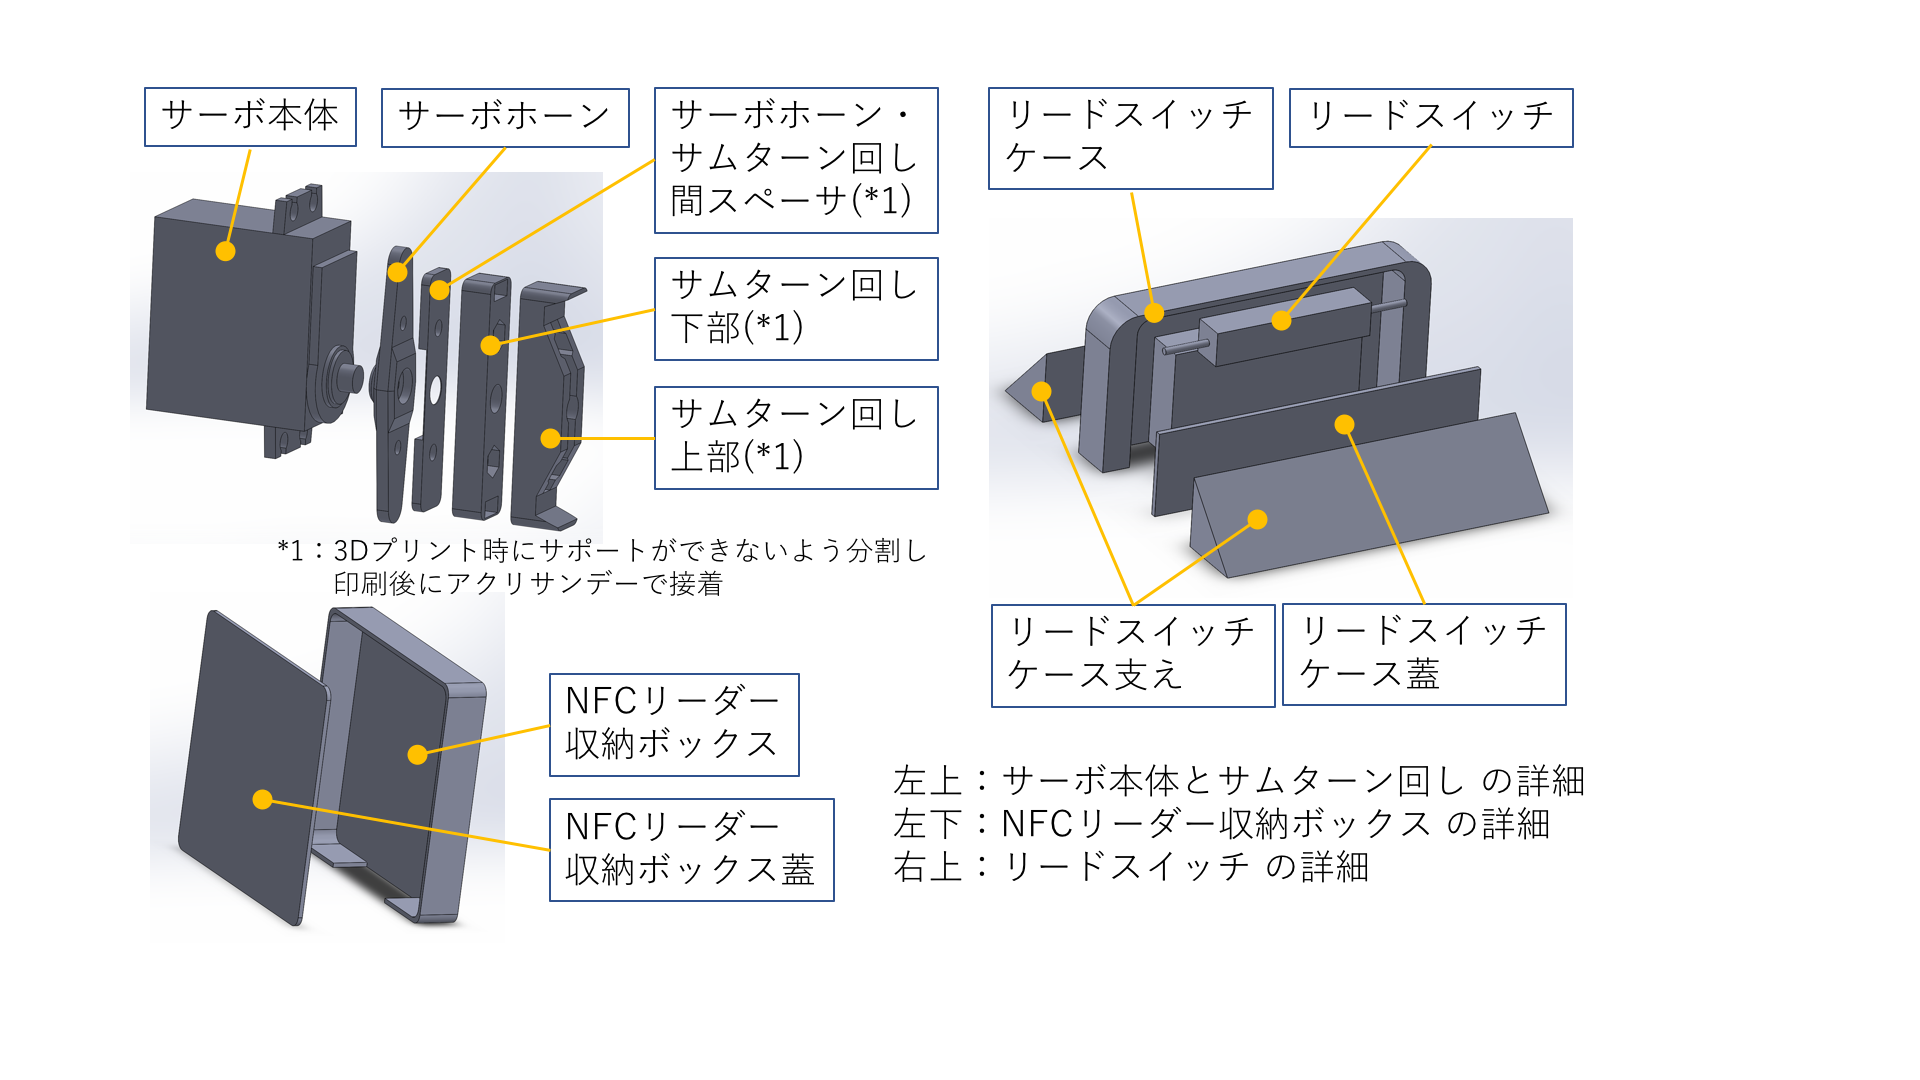 サーボ本体
サーボホーン
サーボホーン・
サムターン回し
間スペーサ(*1)
サムターン回し
下部(*1)
サムターン回し
上部(*1)
*1：3Dプリント時にサポートができないよう分割し
印刷後にアクリサンデーで接着
リードスイッチ
ケース
リードスイッチ
リードスイッチ
ケース支え
リードスイッチ
ケース蓋
NFCリーダー
収納ボックス
NFCリーダー
収納ボックス蓋
左上：サーボ本体とサムターン回し の詳細
左下：NFCリーダー収納ボックス の詳細
右上：リードスイッチ の詳細